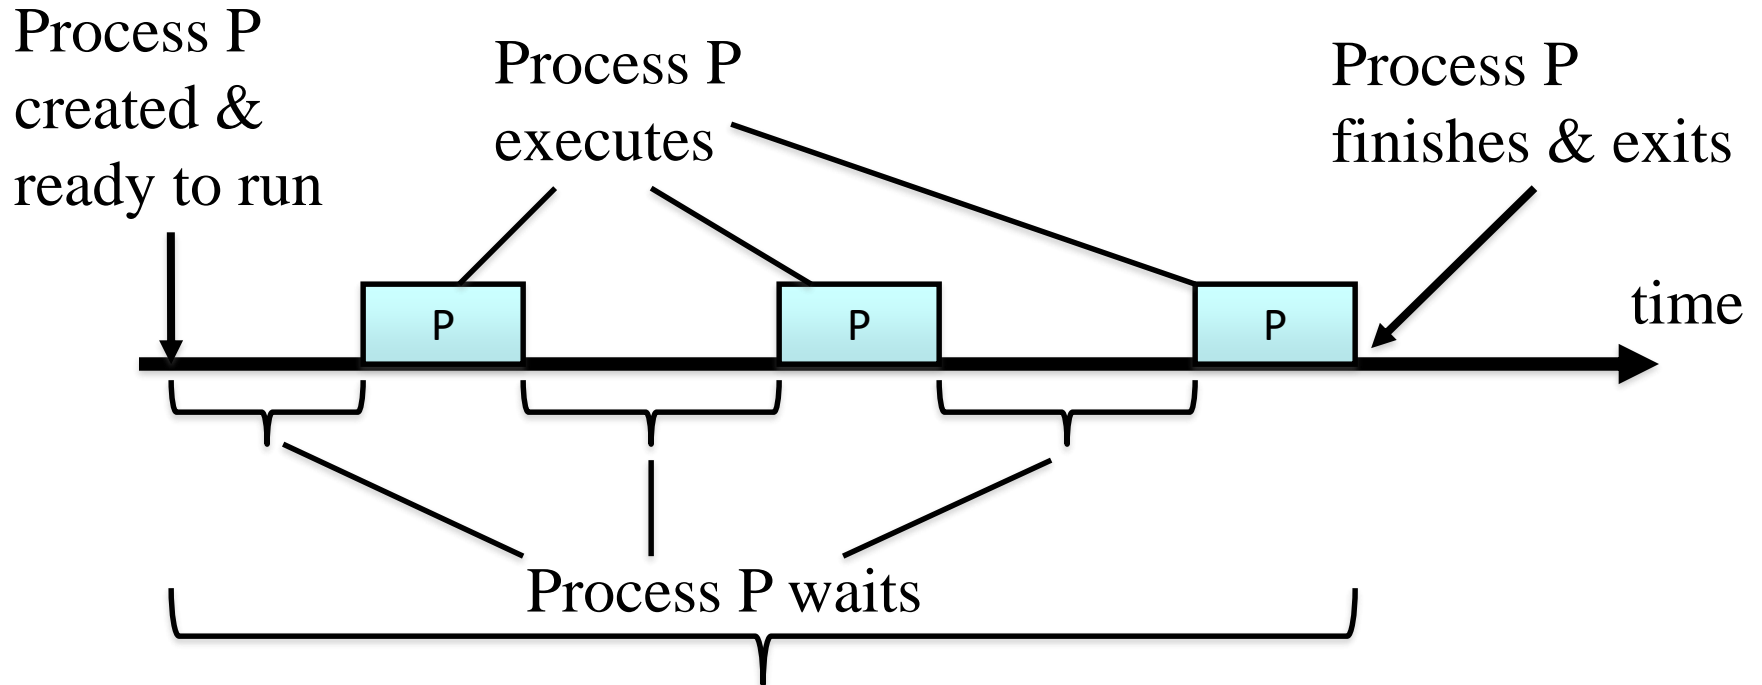 Process P
created &
ready to run
Process P
executes
Process P
finishes & exits
time
P
P
P
Process P waits